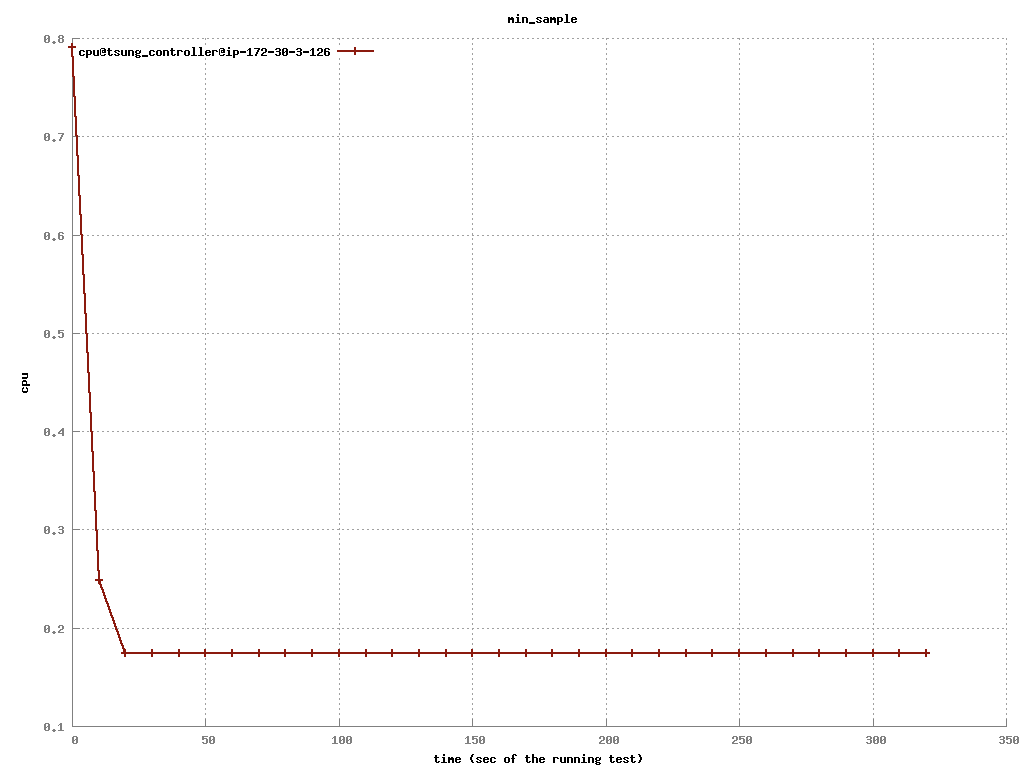 min_sample
cpu@tsung_controller@ip-172-30-3-126
0.8
0.7
0.6
0.5
0.4
0.3
0.2
0.1
cpu
0 50 100 150 200 250 300 350
time (sec of the running test)